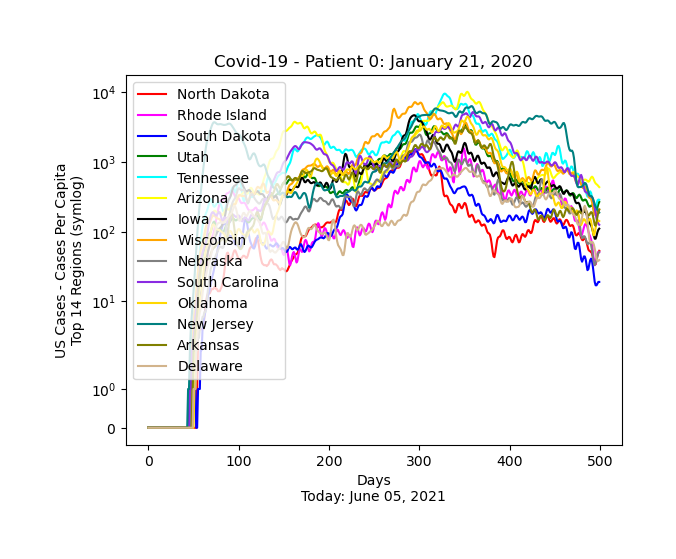 Covid-19 - Patient 0: January 21, 2020
US Cases - Cases Per Capita
Top 14 Regions (symlog)
10⁴
10³
10²
10¹
10⁰
0
North Dakota
Rhode Island
South Dakota
Utah
Tennessee
Arizona
Iowa
Wisconsin
Nebraska
South Carolina
Oklahoma
New Jersey
Arkansas
Delaware
0 100 200 300 400 500
Days
Today: June 05, 2021